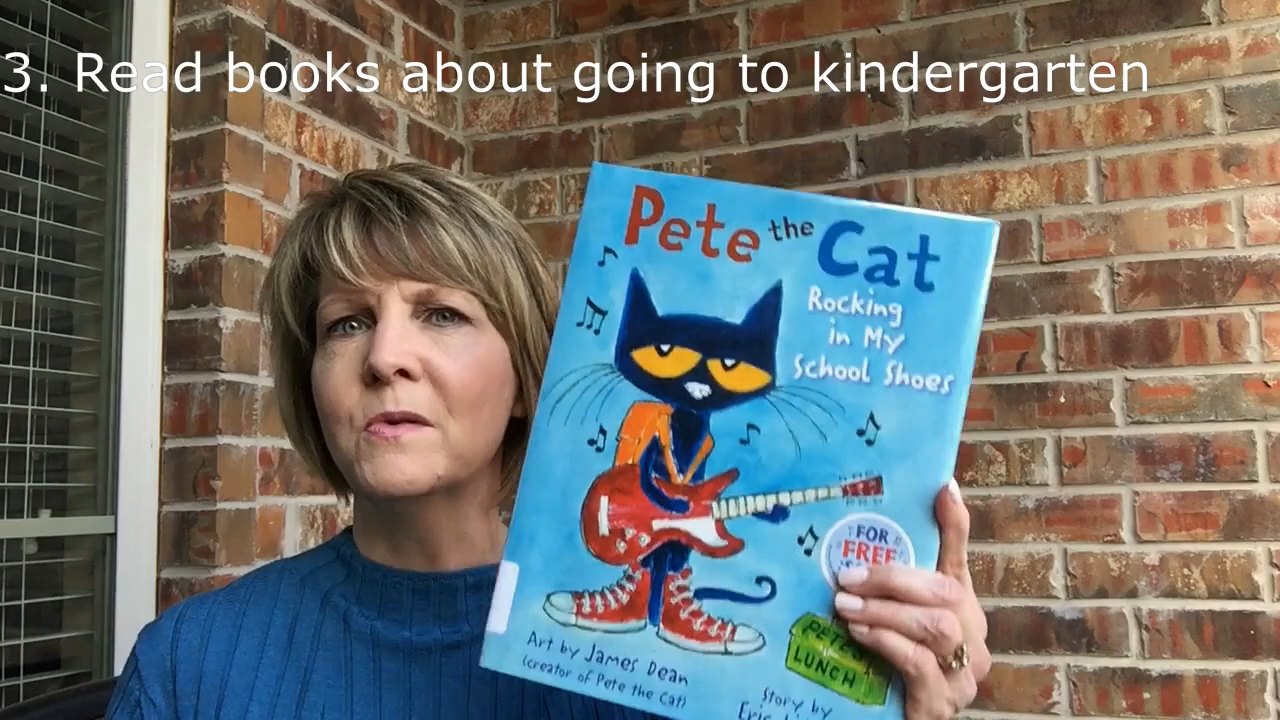 3. Read books about going to kindergarten
Pete the Cat
Rocking
in My
School Shoes
FOR
FREE
PETE'S
LUNCH
Art by James Dean
(creator of Pete the Cat)
Story by
Eric